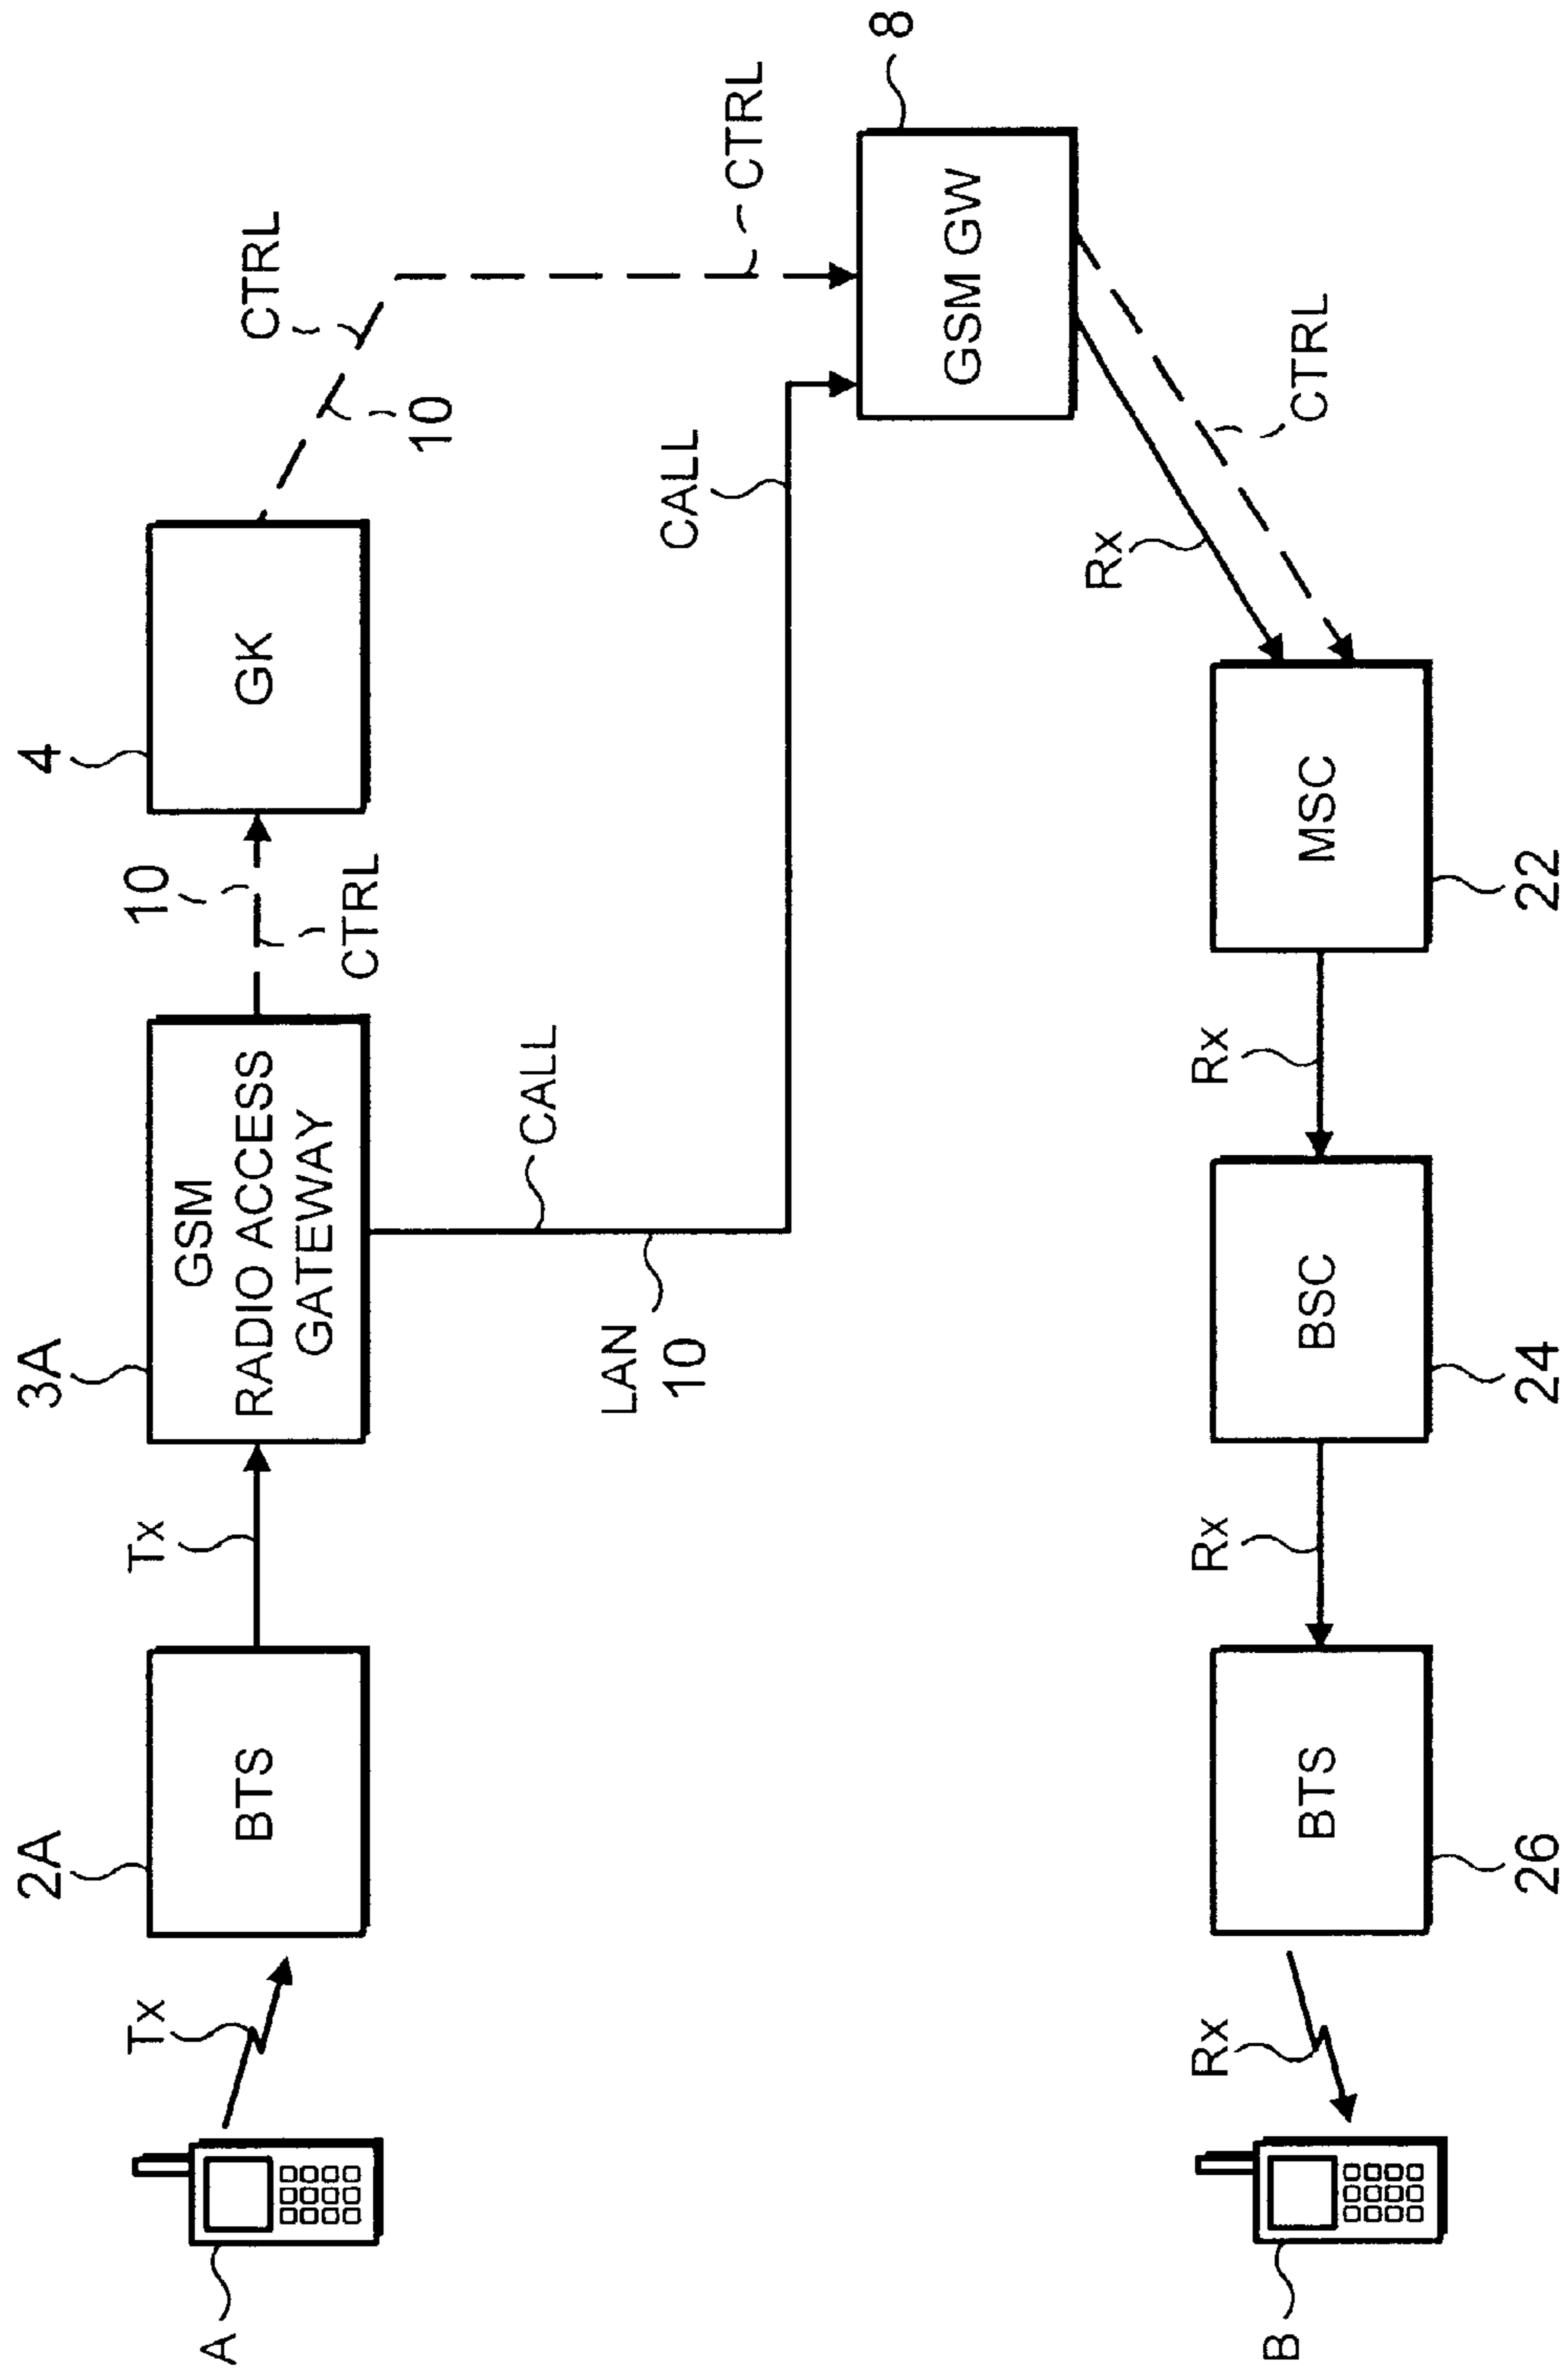 A
Tx
2A
BTS
Tx
3A
GSM
RADIO ACCESS
GATEWAY
10
CTRL
4
GK
CTRL
10
CTRL
CALL
LAN
10
CALL
8
GSM GW
Rx
CTRL
MSC
22
Rx
BSC
24
Rx
BTS
26
Rx
B